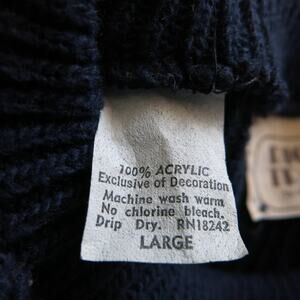 100% ACRYLIC
Exclusive of Decoration
Machine wash warm
No chlorine bleach.
Drip Dry. RN18242
LARGE